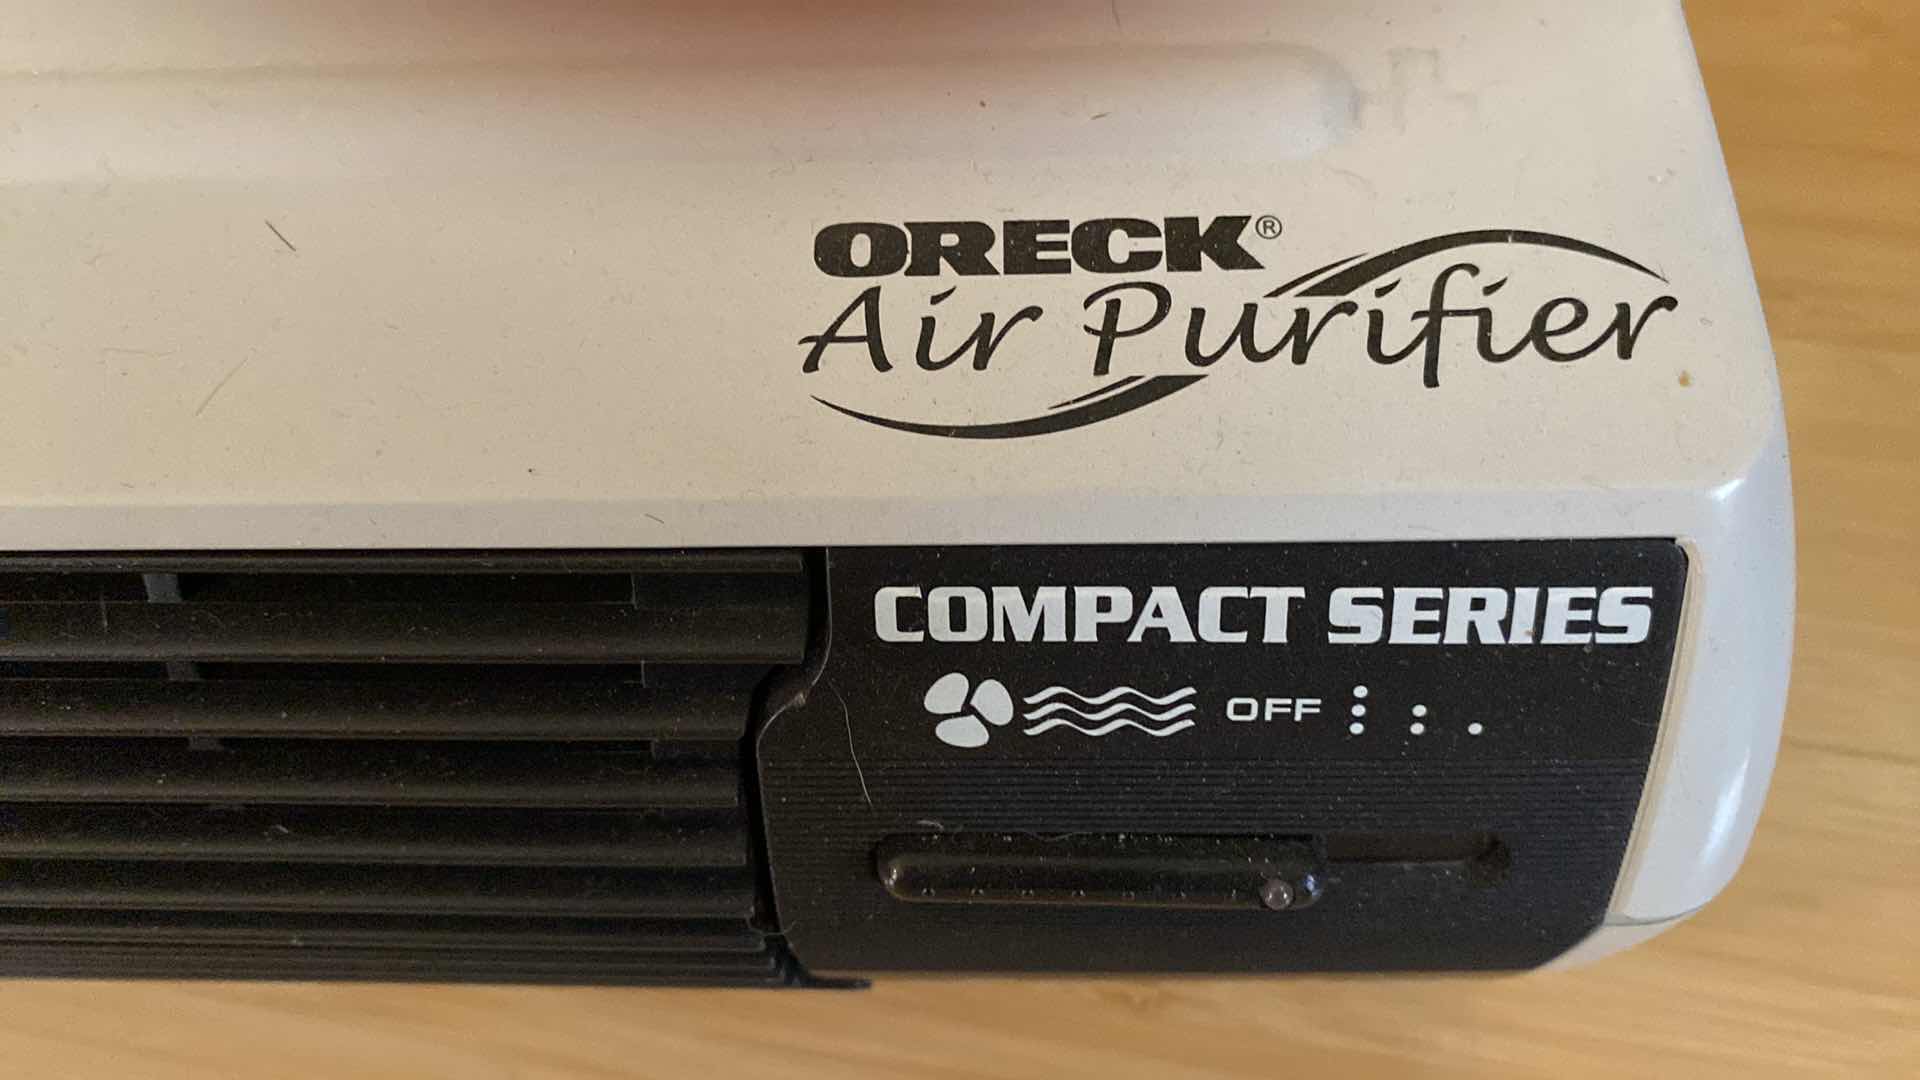 ORECK®
Air Purifier
COMPACT SERIES
OFF